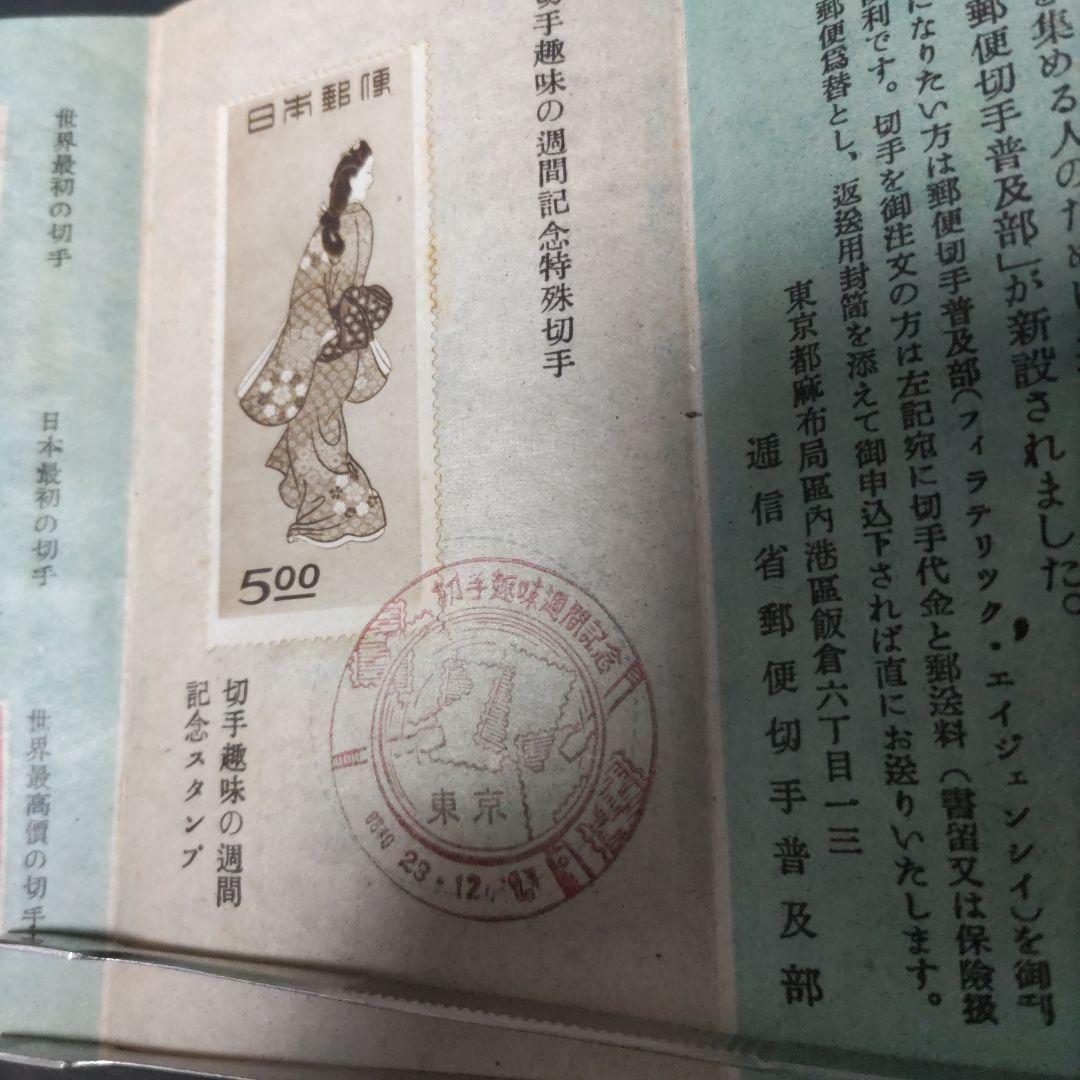 を集める人のために
郵便切手普及部」が新設されました。
になりたい方は郵便切手普及部(フィラテリック・エイジェンシイ)を御利
便利です。切手を御注文の方は左記宛に切手代金と郵送料(書留又は保険扱
郵便爲替とし、返送用封筒を添えて御申込下されば直にお送りいたします。
東京都麻布局區內港區飯倉六丁目一三
遞信省郵便切手普及部
切手趣味の週間記念特殊切手
日本郵便
5.00
切手趣味の週間
記念スタンプ
切手趣味週間記念
東京
23.12
世界最初の切手
日本最初の切手
世界最高價の切手